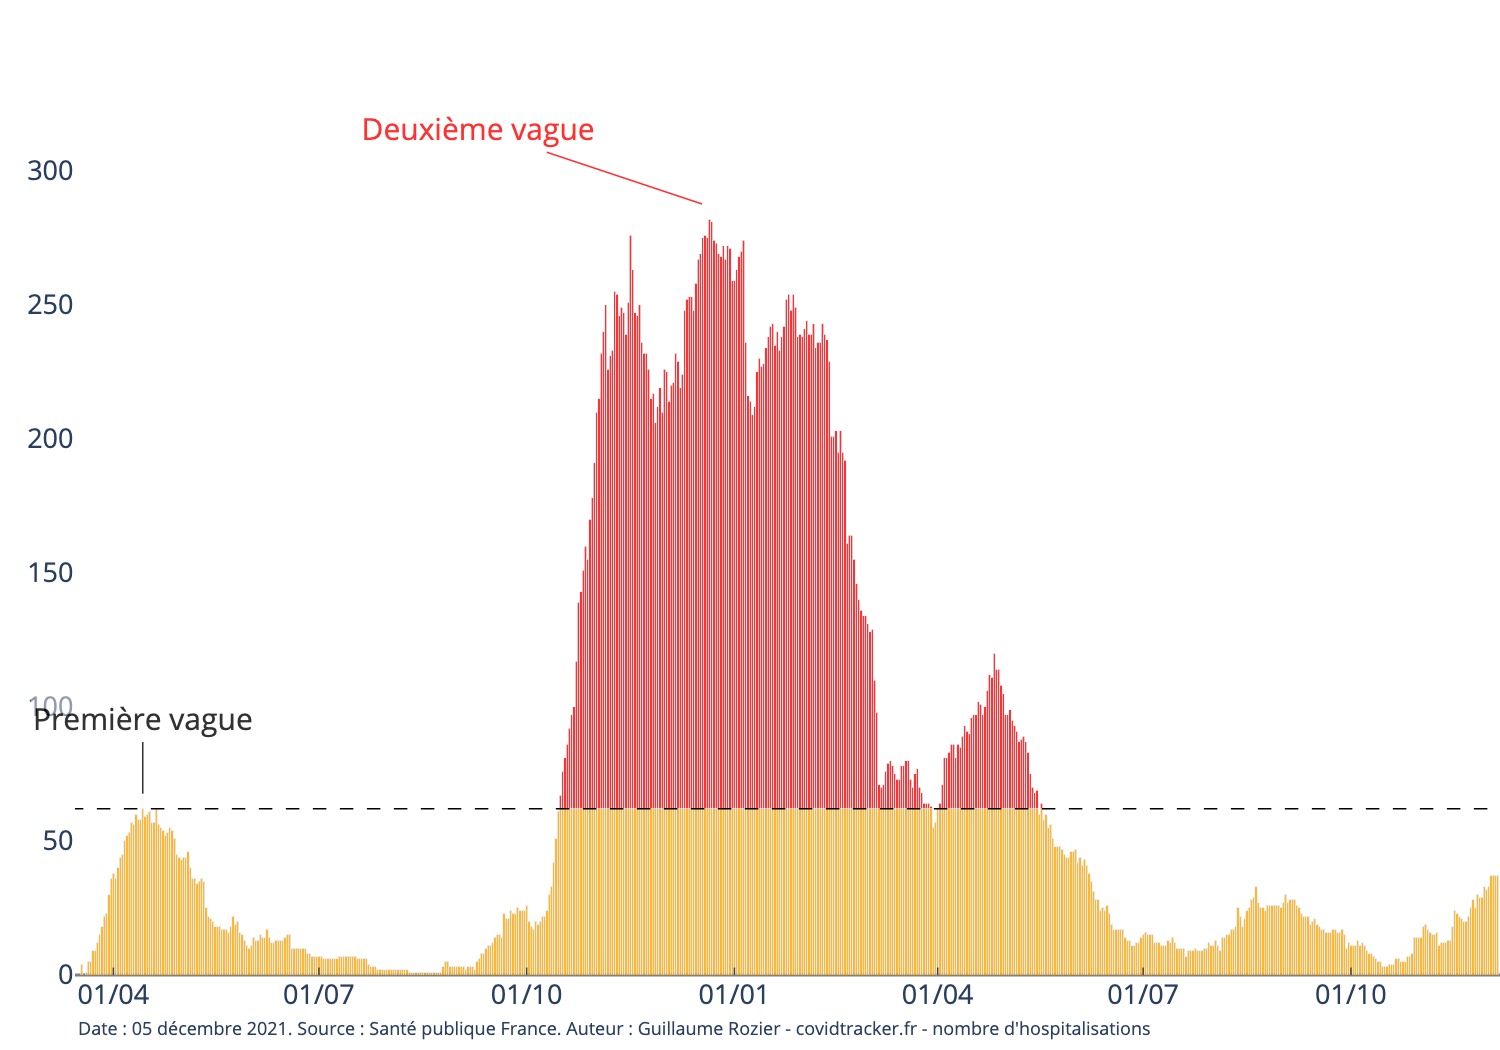 Deuxième vague
300
250
200
150
100
Première vague
50
0
01/04 01/07 01/10 01/01 01/04 01/07 01/10
Date : 05 décembre 2021. Source : Santé publique France. Auteur : Guillaume Rozier - covidtracker.fr - nombre d'hospitalisations